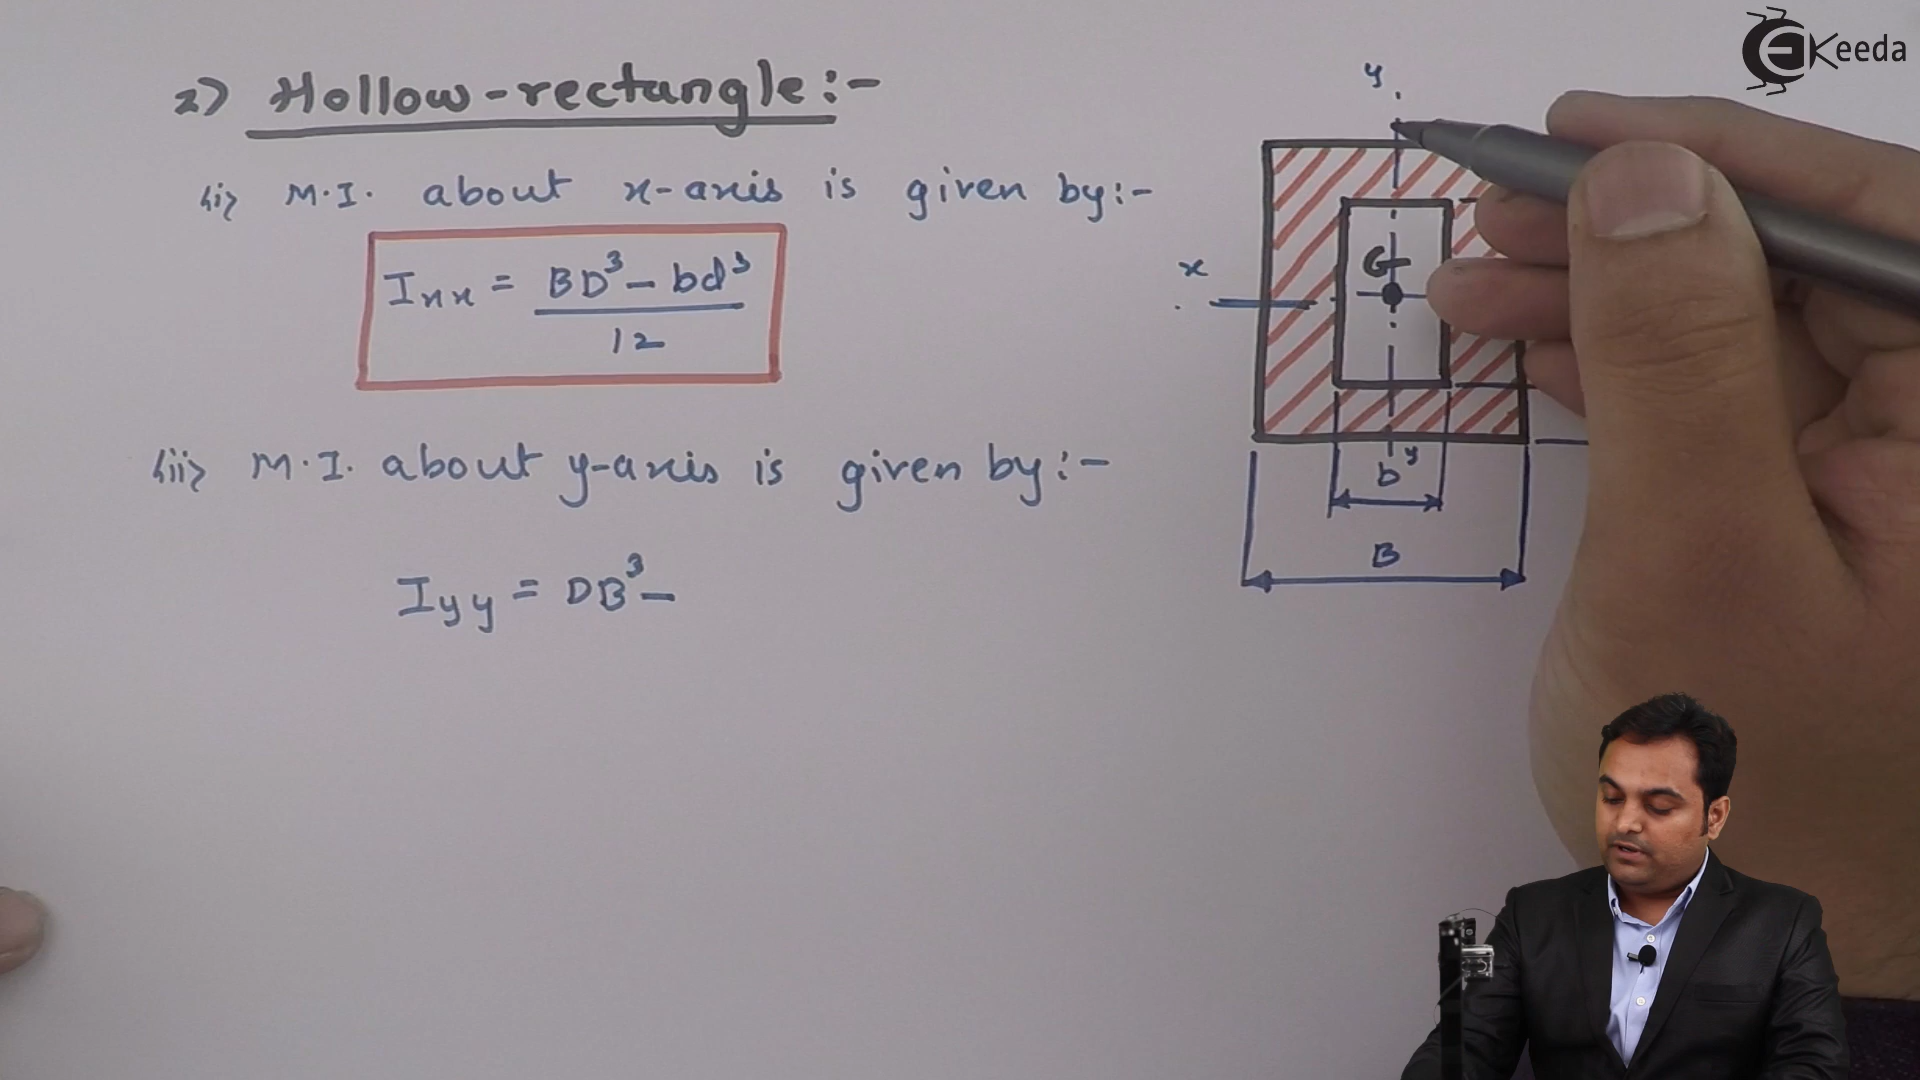 2) Hollow-rectangle:-
(ii) M.I. about x-axis is given by:-
Ixx = BD³ - bd³
12
(iii) M.I. about y-axis is given by:-
Iyy = DB³ -
EKeeda
y
x
G
y
b
B